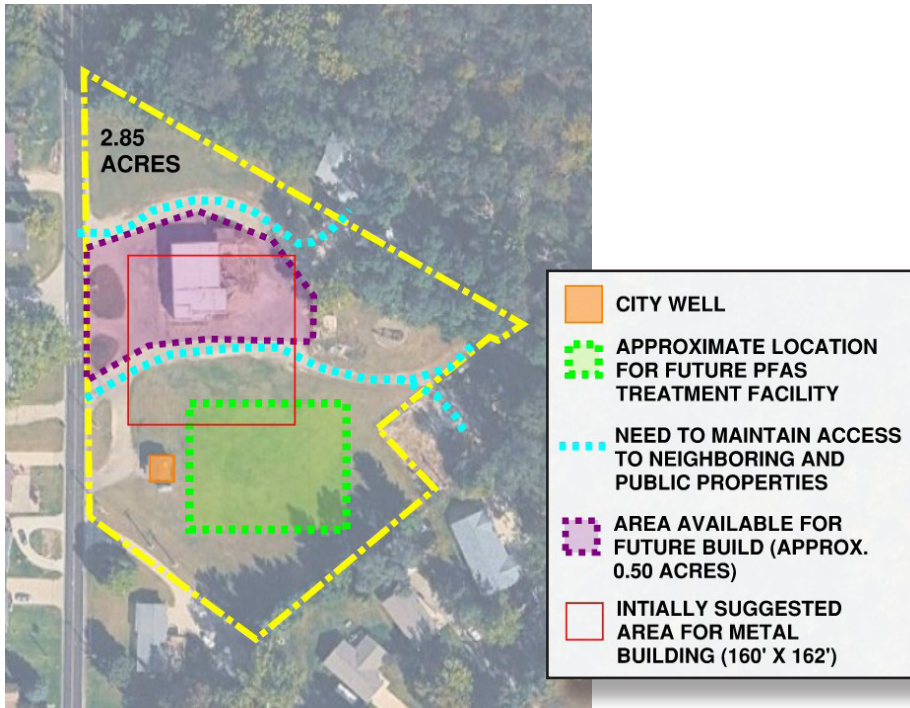 2.85
ACRES
CITY WELL
APPROXIMATE LOCATION
FOR FUTURE PFAS
TREATMENT FACILITY
NEED TO MAINTAIN ACCESS
TO NEIGHBORING AND
PUBLIC PROPERTIES
AREA AVAILABLE FOR
FUTURE BUILD (APPROX.
0.50 ACRES)
INTIALLY SUGGESTED
AREA FOR METAL
BUILDING (160' X 162')